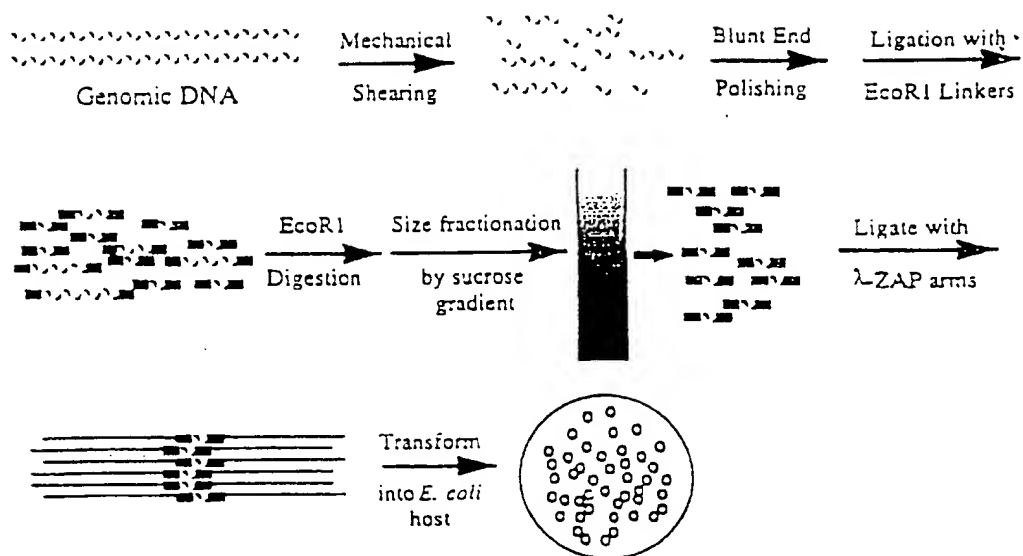 Genomic DNA
Mechanical
Shearing
Blunt End
Polishing
Ligation with
EcoR1 Linkers
EcoR1
Digestion
Size fractionation
by sucrose
gradient
Ligate with
λ-ZAP arms
Transform
into E. coli
host